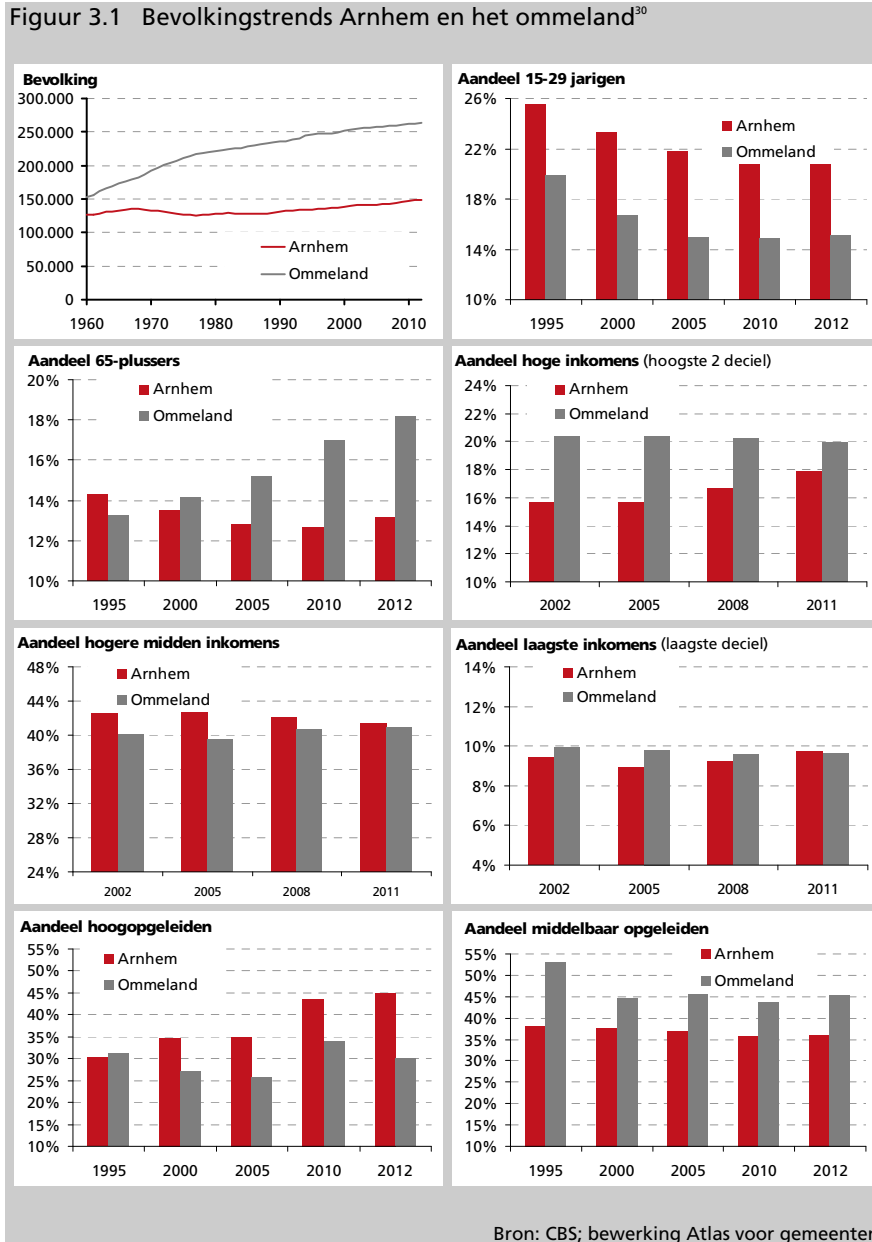 Figuur 3.1 Bevolkingstrends Arnhem en het ommeland³⁰
Bevolking
300.000
250.000
200.000
150.000
100.000
50.000
0
Arnhem
Ommeland
1960 1970 1980 1990 2000 2010
Aandeel 15-29 jarigen
26%
22%
18%
14%
10%
Arnhem
Ommeland
1995 2000 2005 2010 2012
Aandeel 65-plussers
20%
18%
16%
14%
12%
10%
Arnhem
Ommeland
1995 2000 2005 2010 2012
Aandeel hoge inkomens (hoogste 2 deciel)
24%
22%
20%
18%
16%
14%
12%
10%
Arnhem
Ommeland
2002 2005 2008 2011
Aandeel hogere midden inkomens
48%
44%
40%
36%
32%
28%
24%
Arnhem
Ommeland
2002 2005 2008 2011
Aandeel laagste inkomens (laagste deciel)
14%
12%
10%
8%
6%
4%
Arnhem
Ommeland
2002 2005 2008 2011
Aandeel hoogopgeleiden
55%
50%
45%
40%
35%
30%
25%
20%
15%
10%
Arnhem
Ommeland
1995 2000 2005 2010 2012
Aandeel middelbaar opgeleiden
55%
50%
45%
40%
35%
30%
25%
20%
15%
10%
Arnhem
Ommeland
1995 2000 2005 2010 2012
Bron: CBS; bewerking Atlas voor gemeenten